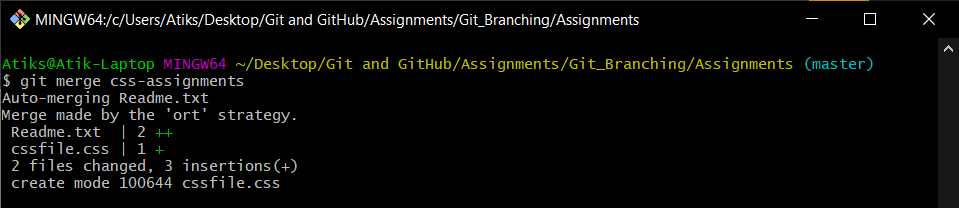 MINGW64:/c/Users/Atiks/Desktop/Git and GitHub/Assignments/Git_Branching/Assignments
Atiks@Atik-Laptop MINGW64 ~/Desktop/Git and GitHub/Assignments/Git_Branching/Assignments (master)
$ git merge css-assignments
Auto-merging Readme.txt
Merge made by the 'ort' strategy.
 Readme.txt  | 2 ++
 cssfile.css | 1 +
 2 files changed, 3 insertions(+)
 create mode 100644 cssfile.css